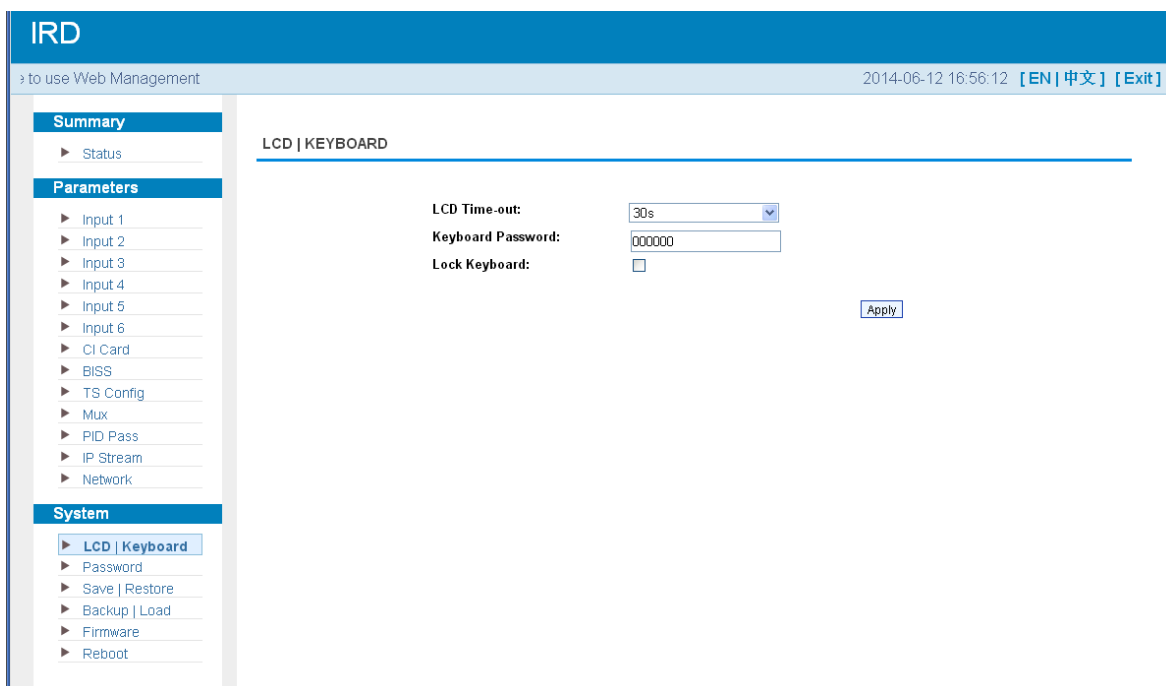 IRD
to use Web Management
2014-06-12 16:56:12 [ EN | 中文 ] [ Exit ]
Summary
Status
Parameters
Input 1
Input 2
Input 3
Input 4
Input 5
Input 6
CI Card
BISS
TS Config
Mux
PID Pass
IP Stream
Network
System
LCD | Keyboard
Password
Save | Restore
Backup | Load
Firmware
Reboot
LCD | KEYBOARD
LCD Time-out: 30s
Keyboard Password: 000000
Lock Keyboard:
Apply